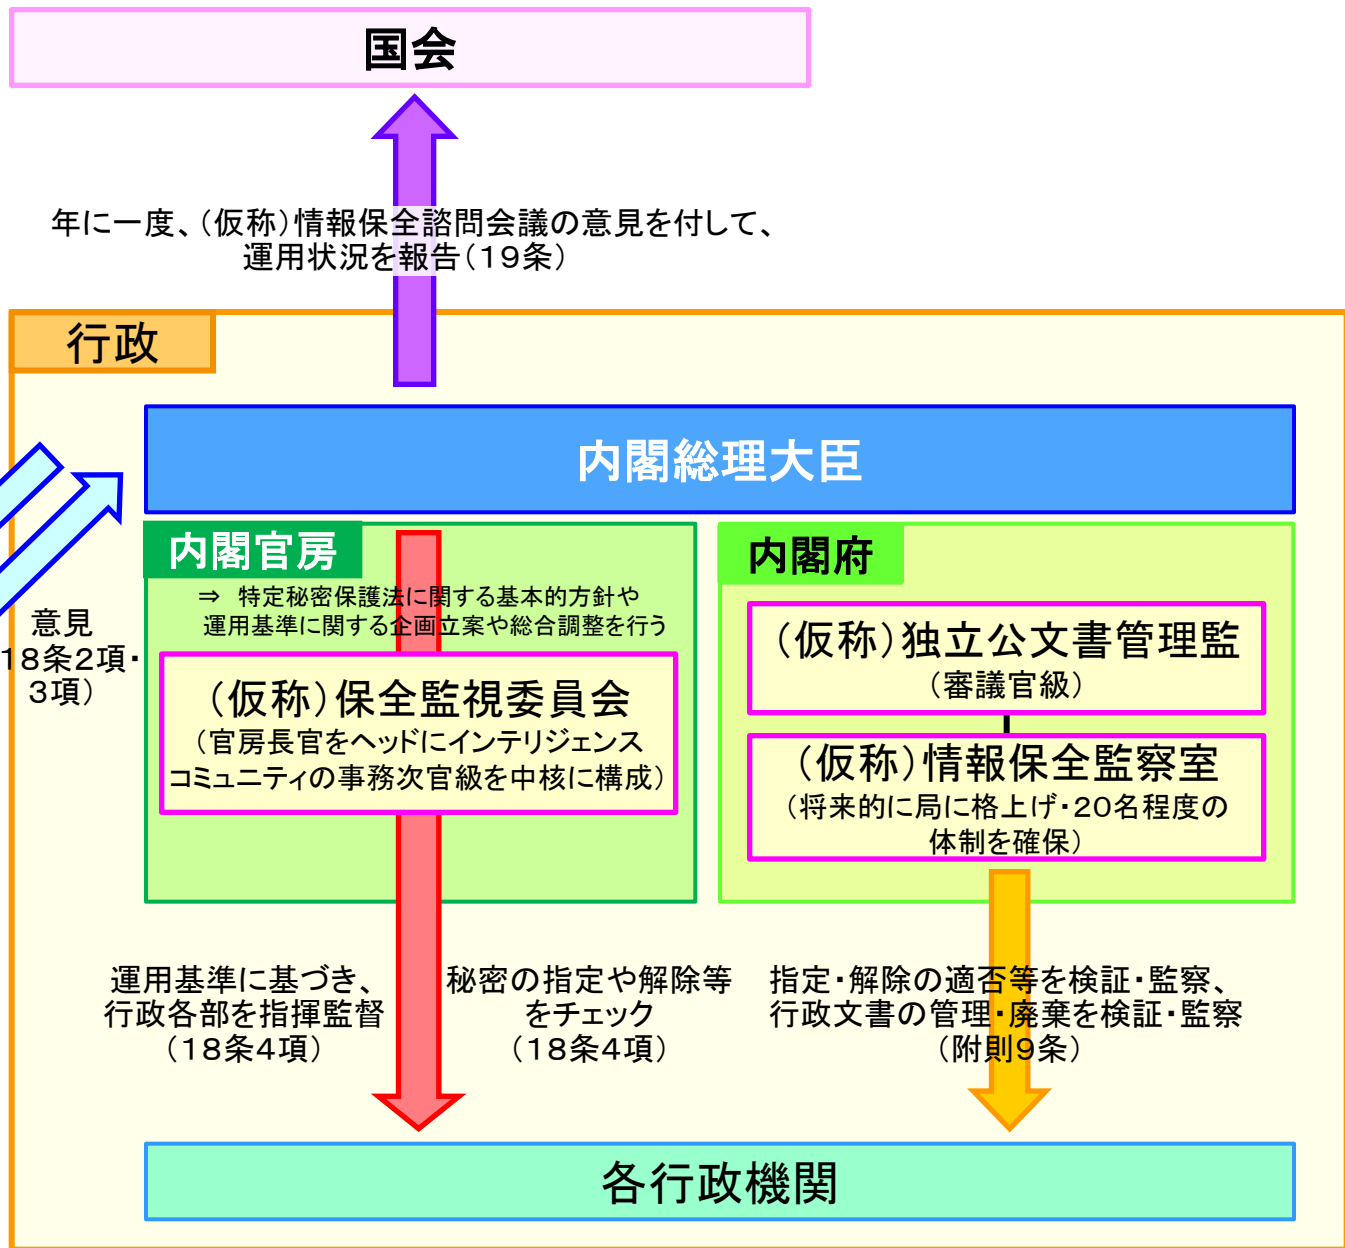 国会
年に一度、(仮称)情報保全諮問会議の意見を付して、
運用状況を報告(19条)
行政
内閣総理大臣
意見
18条2項・
3項)
内閣官房
⇒ 特定秘密保護法に関する基本的方針や
運用基準に関する企画立案や総合調整を行う
(仮称)保全監視委員会
(官房長官をヘッドにインテリジェンス
コミュニティの事務次官級を中核に構成)
内閣府
(仮称)独立公文書管理監
(審議官級)
(仮称)情報保全監察室
(将来的に局に格上げ・20名程度の
体制を確保)
運用基準に基づき、
行政各部を指揮監督
(18条4項)
秘密の指定や解除等
をチェック
(18条4項)
指定・解除の適否等を検証・監察、
行政文書の管理・廃棄を検証・監察
(附則9条)
各行政機関